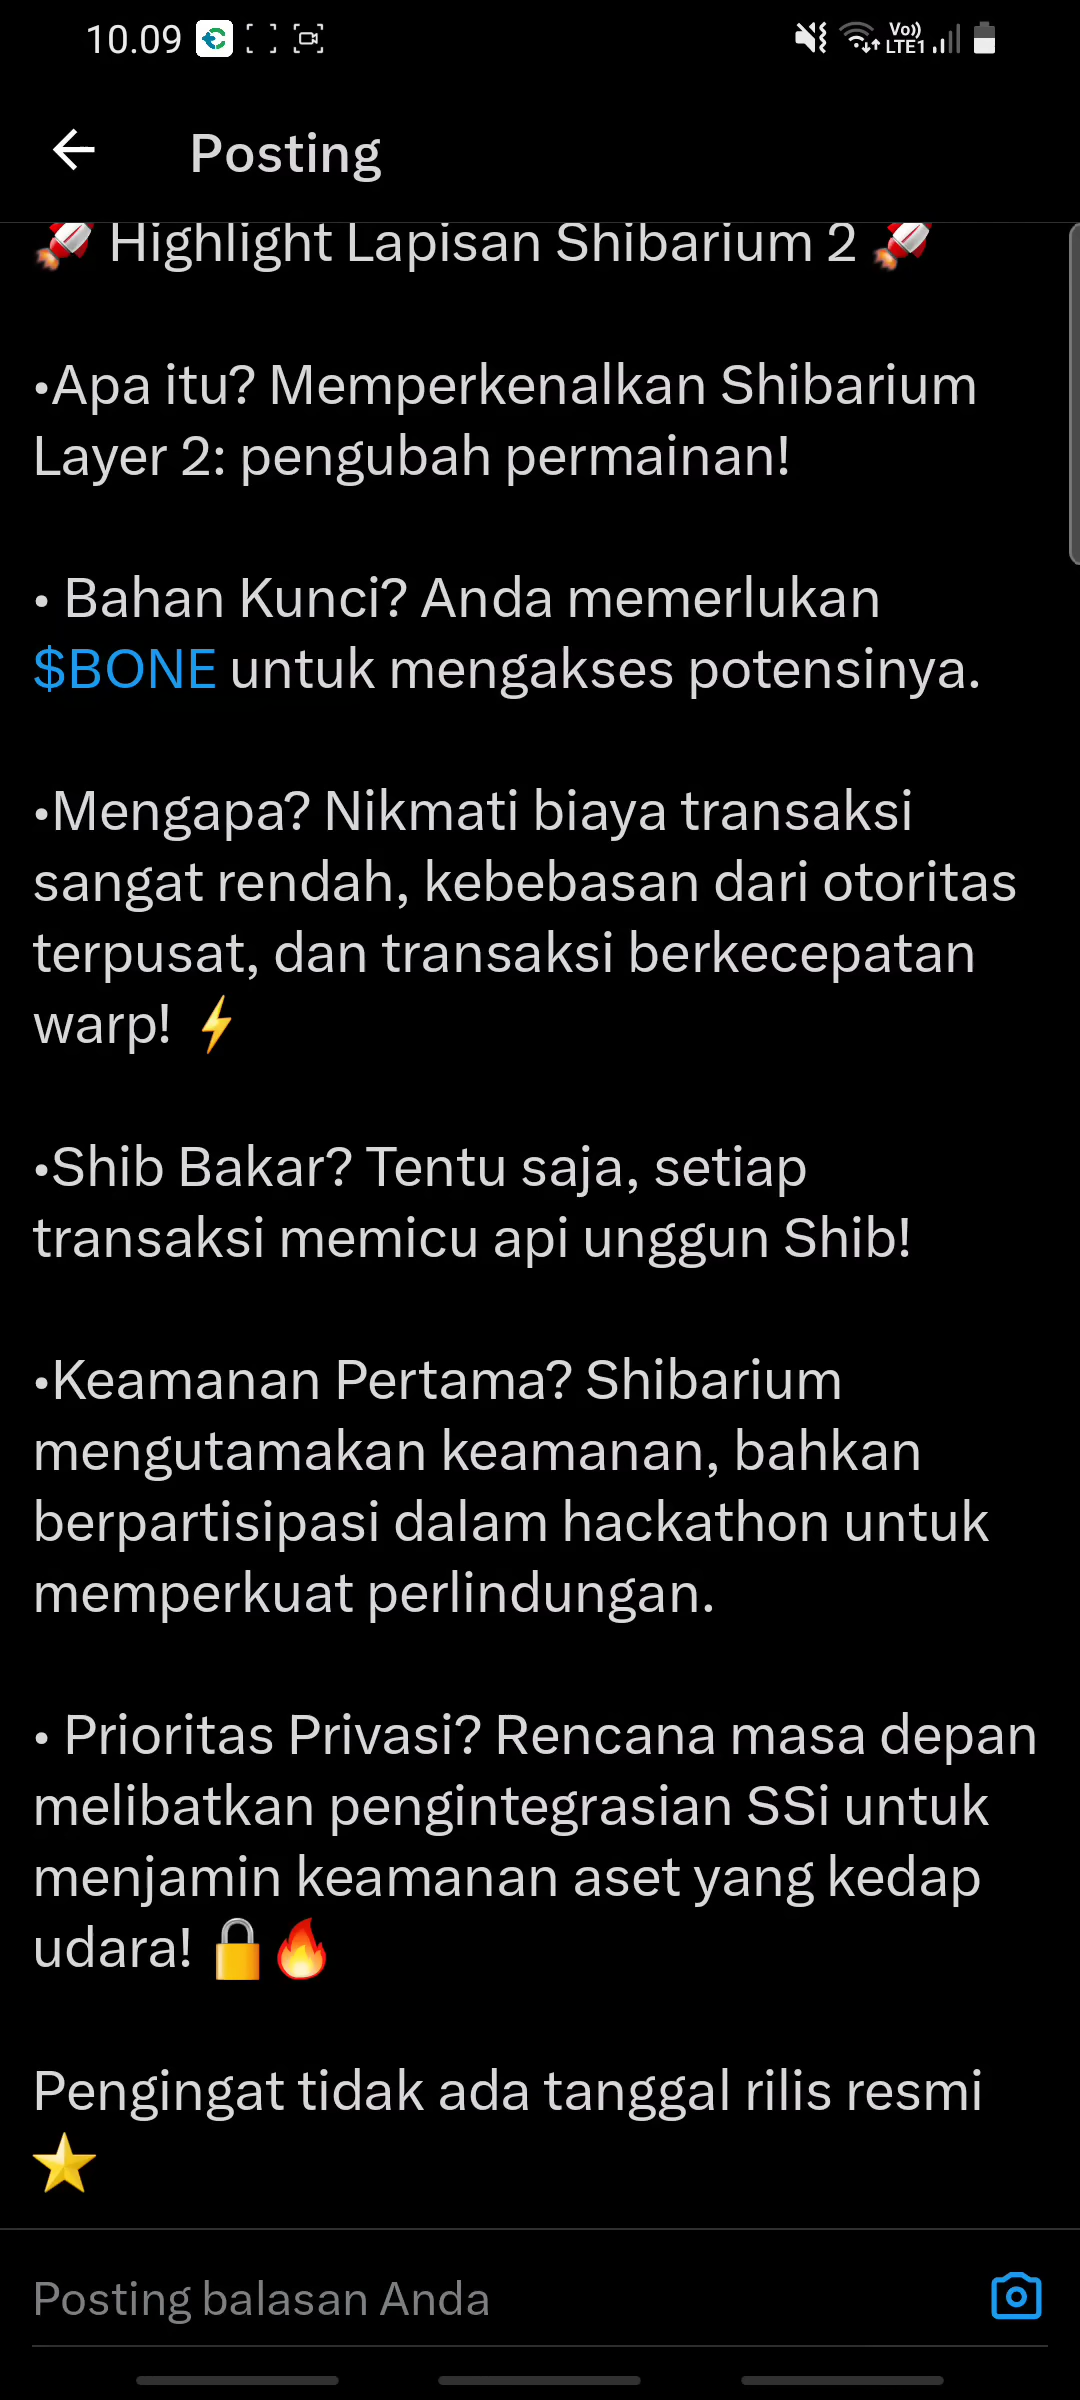 10.09
Vo))
LTE1
Posting
🚀 Highlight Lapisan Shibarium 2 🚀
•Apa itu? Memperkenalkan Shibarium
Layer 2: pengubah permainan!
• Bahan Kunci? Anda memerlukan
$BONE untuk mengakses potensinya.
•Mengapa? Nikmati biaya transaksi
sangat rendah, kebebasan dari otoritas
terpusat, dan transaksi berkecepatan
warp! ⚡
•Shib Bakar? Tentu saja, setiap
transaksi memicu api unggun Shib!
•Keamanan Pertama? Shibarium
mengutamakan keamanan, bahkan
berpartisipasi dalam hackathon untuk
memperkuat perlindungan.
• Prioritas Privasi? Rencana masa depan
melibatkan pengintegrasian SSi untuk
menjamin keamanan aset yang kedap
udara! 🔒🔥
Pengingat tidak ada tanggal rilis resmi
⭐
Posting balasan Anda